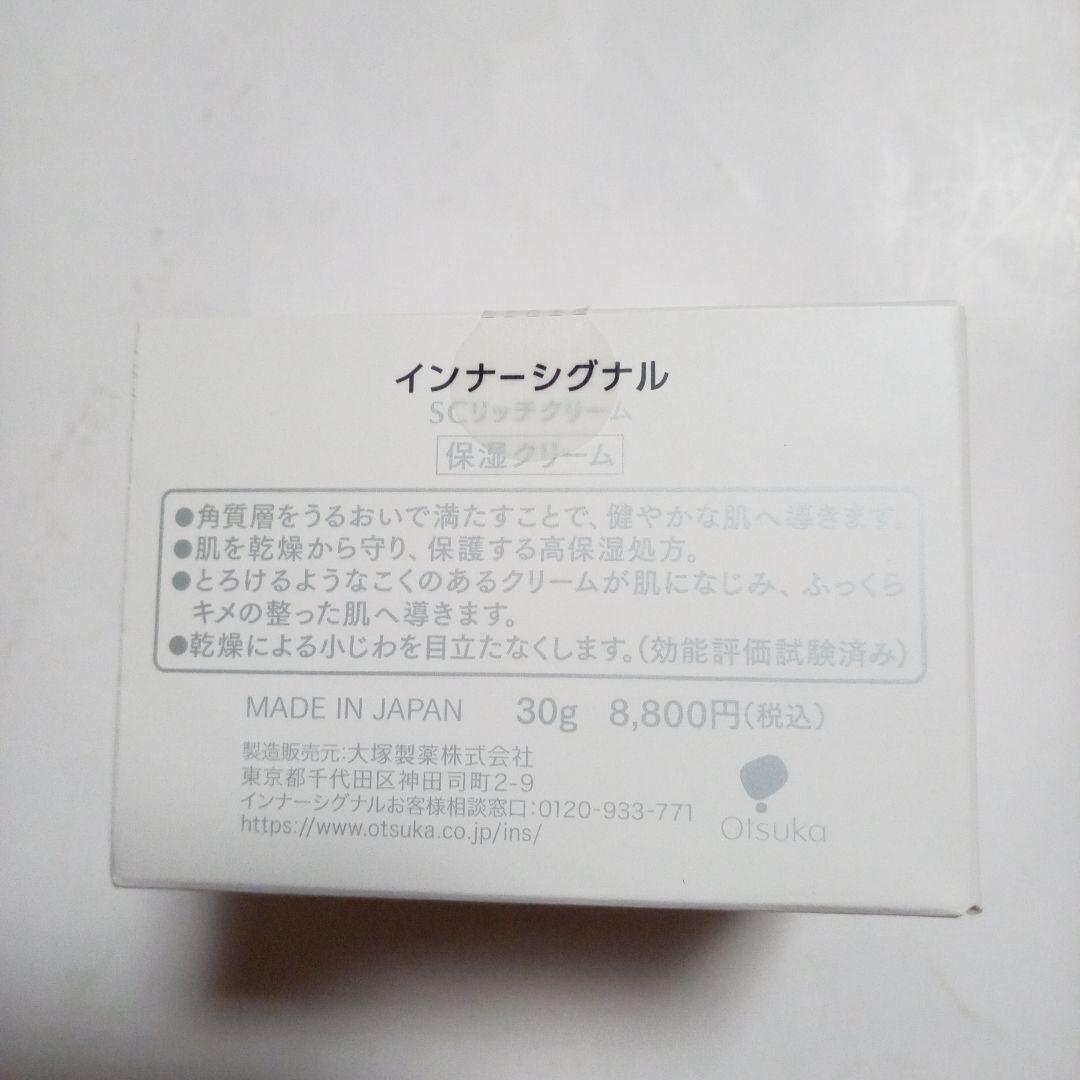 インナーシグナル
SCリッチクリーム
保湿クリーム
●角質層をうるおいで満たすことで、健やかな肌へ導きます。
●肌を乾燥から守り、保護する高保湿処方。
●とろけるようなこくのあるクリームが肌になじみ、ふっくら
キメの整った肌へ導きます。
●乾燥による小じわを目立たなくします。(効能評価試験済み)
MADE IN JAPAN 30g 8,800円(税込)
製造販売元:大塚製薬株式会社
東京都千代田区神田司町2-9
インナーシグナルお客様相談窓口:0120-933-771
https://www.otsuka.co.jp/ins/
Otsuka